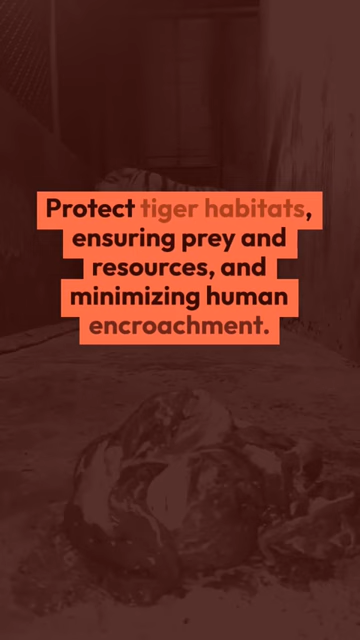 Protect tiger habitats,
ensuring prey and
resources, and
minimizing human
encroachment.